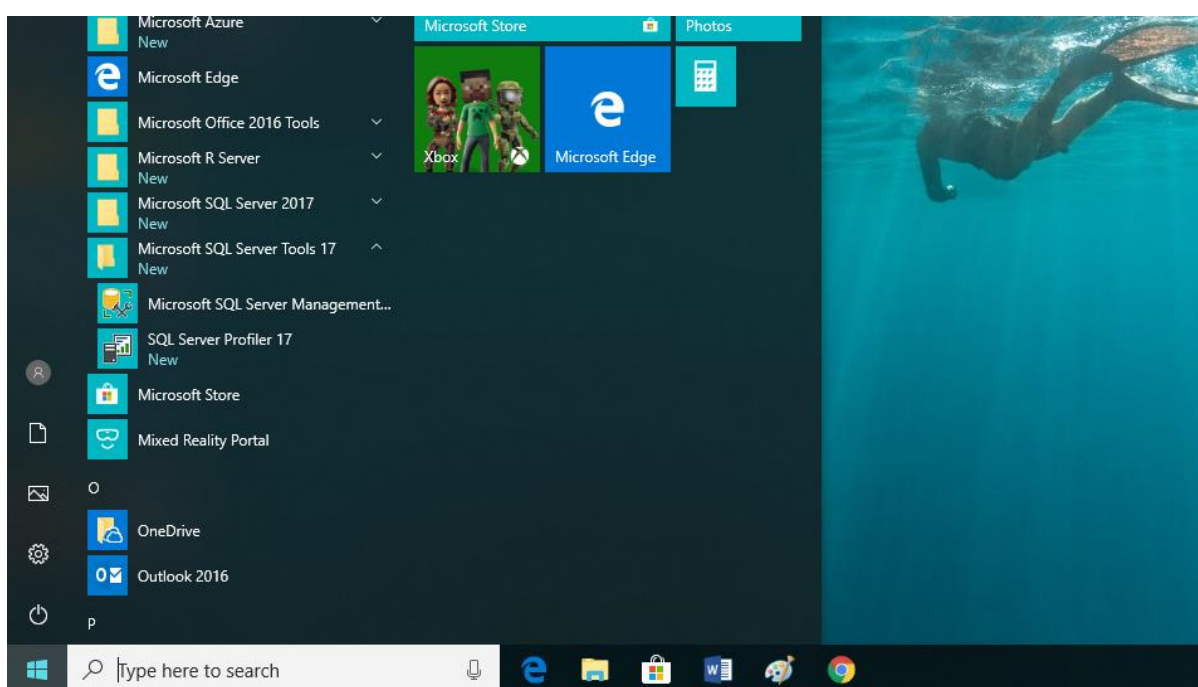 Microsoft Azure
New
Microsoft Edge
Microsoft Office 2016 Tools
Microsoft R Server
New
Microsoft SQL Server 2017
New
Microsoft SQL Server Tools 17
New
Microsoft SQL Server Management...
SQL Server Profiler 17
New
Microsoft Store
Mixed Reality Portal
O
OneDrive
Outlook 2016
P
Microsoft Store
Photos
Xbox
Microsoft Edge
Type here to search